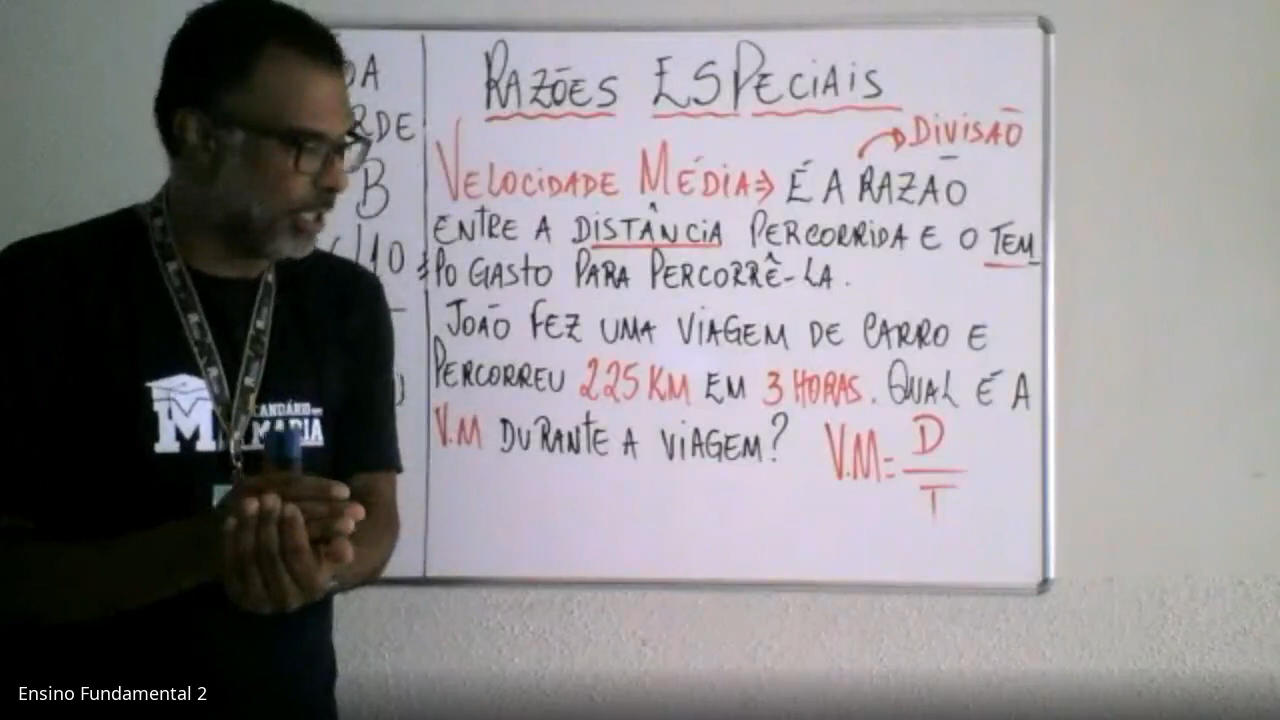 RAZÕES ESPECIAIS
DIVISÃO
VELOCIDADE MÉDIA ⇒ É A RAZÃO
ENTRE A DISTÂNCIA PERCORRIDA E O TEM
PO GASTO PARA PERCORRÊ-LA.
JOÃO FEZ UMA VIAGEM DE CARRO E
PERCORREU 225 KM EM 3 HORAS. QUAL É A
V.M DURANTE A VIAGEM?
V.M = D
T
B
MARIA
Ensino Fundamental 2